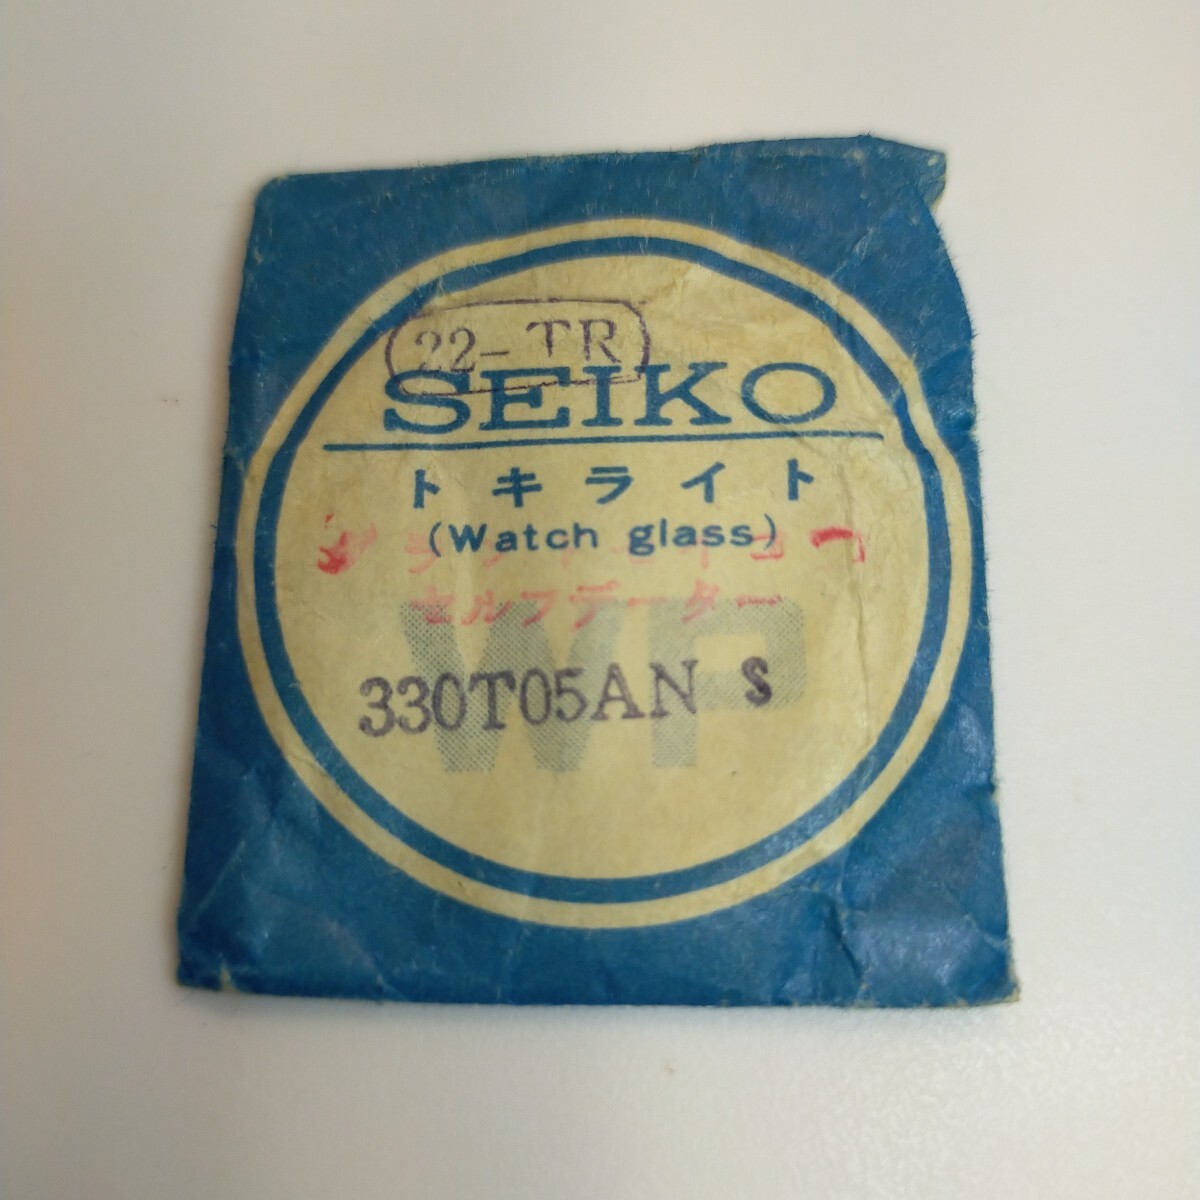 22-TR
SEIKO
トキライト
(Watch glass)
セルフデーター
WP
330T05AN S